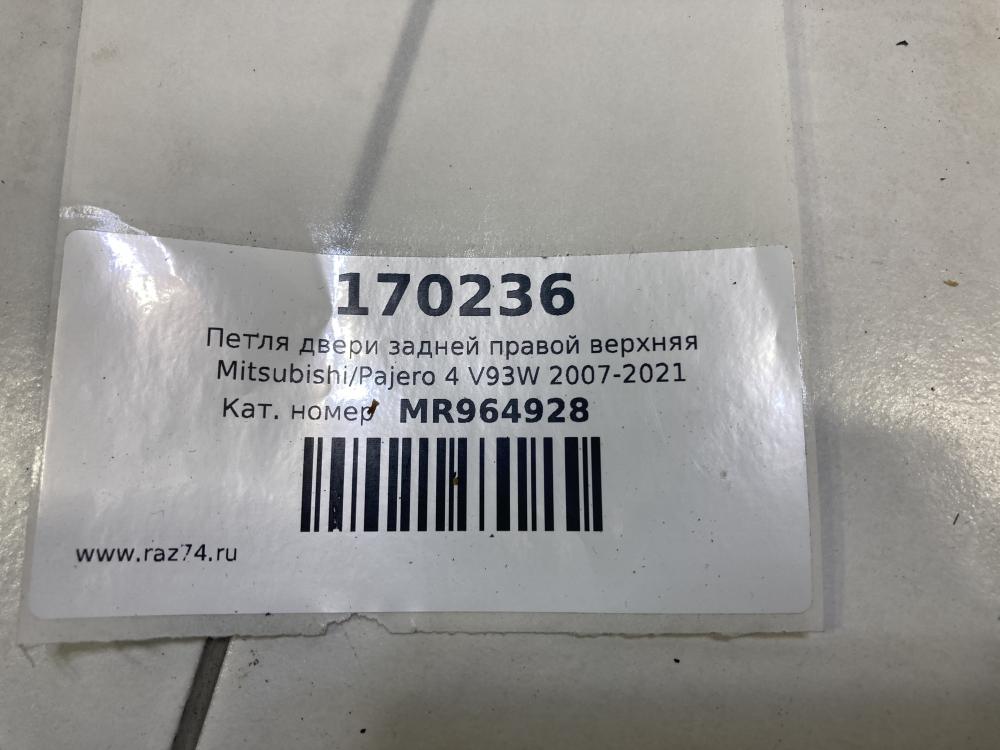 170236
Петля двери задней правой верхняя
Mitsubishi/Pajero 4 V93W 2007-2021
Кат. номер MR964928
www.raz74.ru